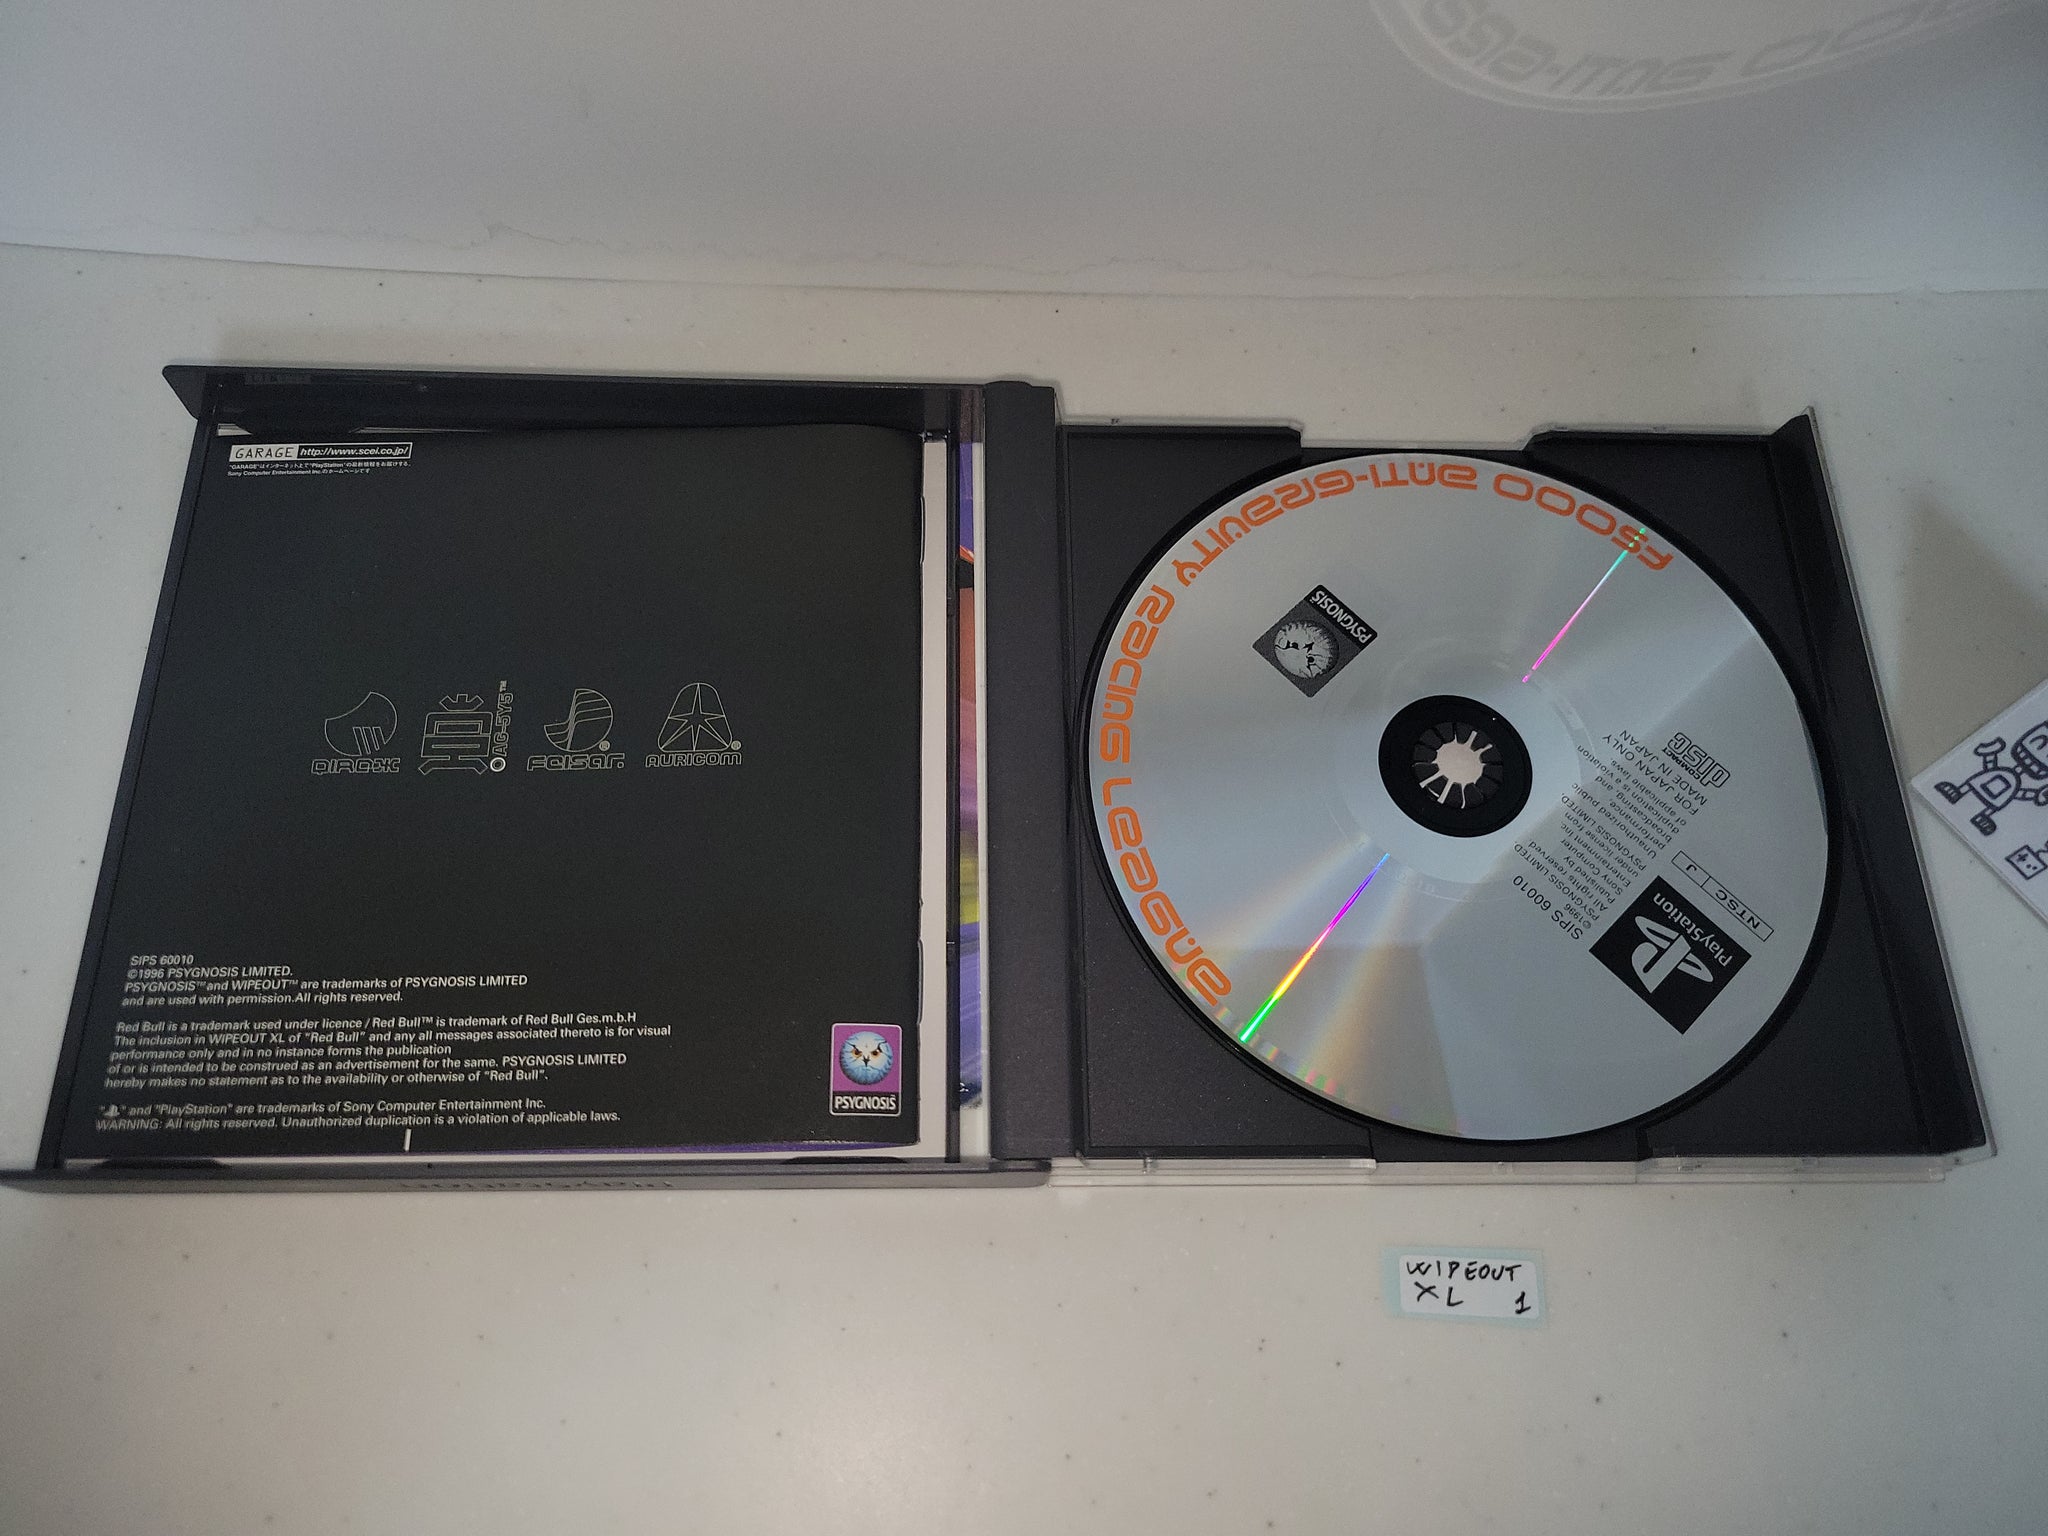 GARAGE http://www.scei.co.jp/
"GARAGE"はインターネット上で"PlayStation"の最新情報をお届けする、
Sony Computer Entertainment Inc.のホームページです
QIREX
AG-SYS™
FEISAR®
AURICOM®
SIPS 60010
©1996 PSYGNOSIS LIMITED.
PSYGNOSIS™ and WIPEOUT™ are trademarks of PSYGNOSIS LIMITED
and are used with permission.All rights reserved.
Red Bull is a trademark used under licence / Red Bull™ is trademark of Red Bull Ges.m.b.H
The inclusion in WIPEOUT XL of "Red Bull" and any all messages associated thereto is for visual
performance only and in no instance forms the publication
of or is intended to be construed as an advertisement for the same. PSYGNOSIS LIMITED
hereby makes no statement as to the availability or otherwise of "Red Bull".
" " and "PlayStation" are trademarks of Sony Computer Entertainment Inc.
WARNING: All rights reserved. Unauthorized duplication is a violation of applicable laws.
PSYGNOSIS™
F5000 ANTI-GRAVITY RACING LEAGUE
PSYGNOSIS™
COMPACT
disc
FOR JAPAN ONLY
MADE IN JAPAN
NTSC J
PlayStation
SIPS 60010
©1996
PSYGNOSIS LIMITED
All rights reserved
Published by
Sony Computer
Entertainment Inc.
under license from
PSYGNOSIS LIMITED.
Unauthorized public
performance,
broadcasting, and
duplication is a violation
of applicable laws.
WIPEOUT
XL 1